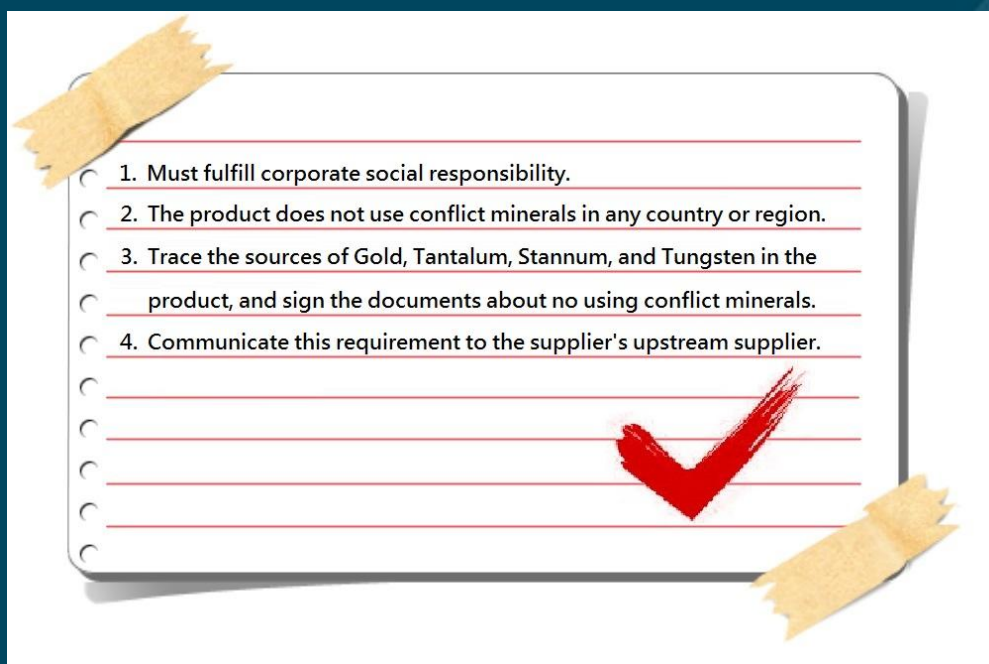 1. Must fulfill corporate social responsibility.
2. The product does not use conflict minerals in any country or region.
3. Trace the sources of Gold, Tantalum, Stannum, and Tungsten in the
product, and sign the documents about no using conflict minerals.
4. Communicate this requirement to the supplier's upstream supplier.